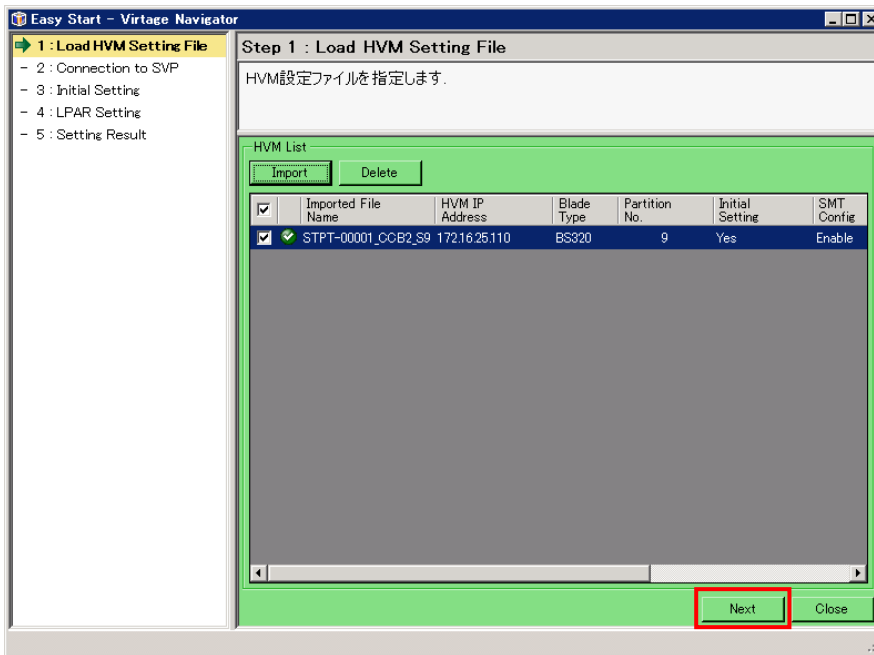 Easy Start - Virtage Navigator
1 : Load HVM Setting File
- 2 : Connection to SVP
- 3 : Initial Setting
- 4 : LPAR Setting
- 5 : Setting Result
Step 1 : Load HVM Setting File
HVM設定ファイルを指定します.
HVM List
Import Delete
Imported File Name HVM IP Address Blade Type Partition No. Initial Setting SMT Config
STPT-00001_CCB2_S9 172.16.25.110 BS320 9 Yes Enable
Next Close